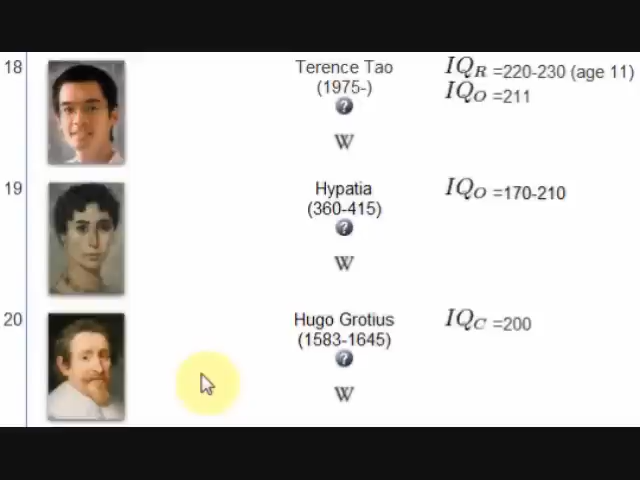 18
Terence Tao
(1975-)
?
W
IQR =220-230 (age 11)
IQO =211
19
Hypatia
(360-415)
?
W
IQO =170-210
20
Hugo Grotius
(1583-1645)
?
W
IQC =200